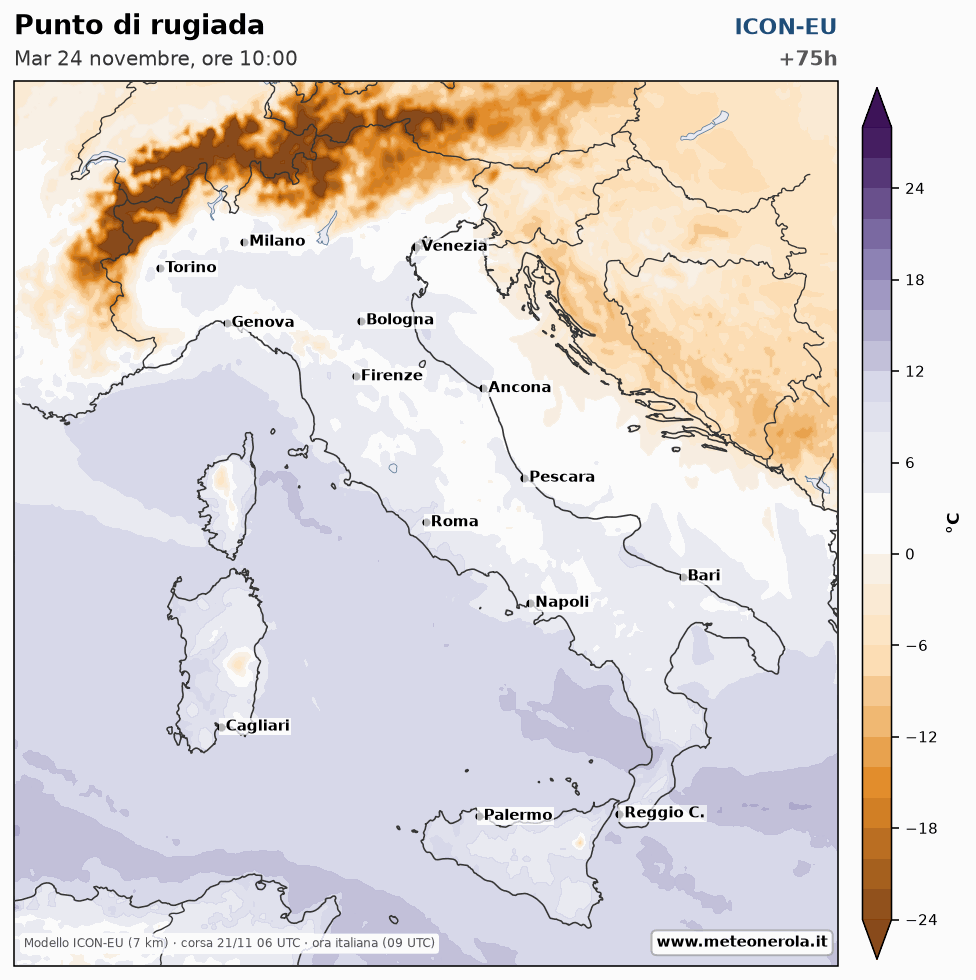 Punto di rugiada
ICON-EU
Mar 24 novembre, ore 10:00
+75h
Milano
Venezia
Torino
Genova
Bologna
Firenze
Ancona
Pescara
Roma
Bari
Napoli
Cagliari
Palermo
Reggio C.
24
18
12
6
0
−6
−12
−18
−24
°C
Modello ICON-EU (7 km) · corsa 21/11 06 UTC · ora italiana (09 UTC)
www.meteonerola.it